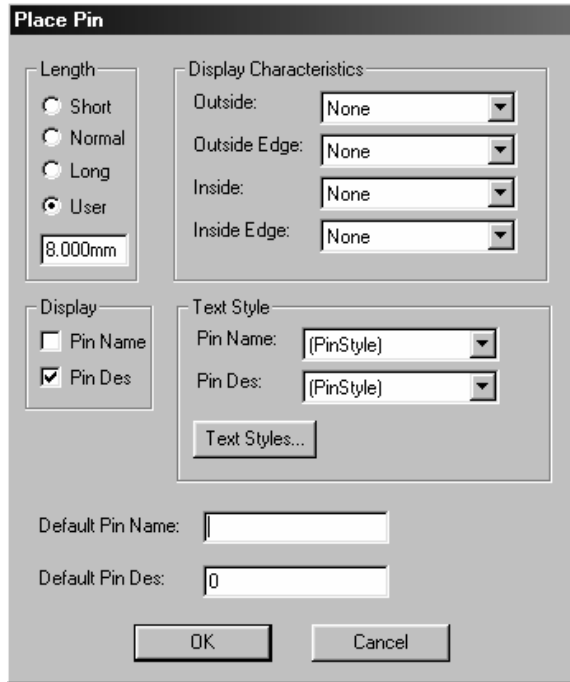 Place Pin
Length
Short
Normal
Long
User
8.000mm
Display Characteristics
Outside: None
Outside Edge: None
Inside: None
Inside Edge: None
Display
Pin Name
Pin Des
Text Style
Pin Name: (PinStyle)
Pin Des: (PinStyle)
Text Styles...
Default Pin Name:
Default Pin Des: 0
OK Cancel